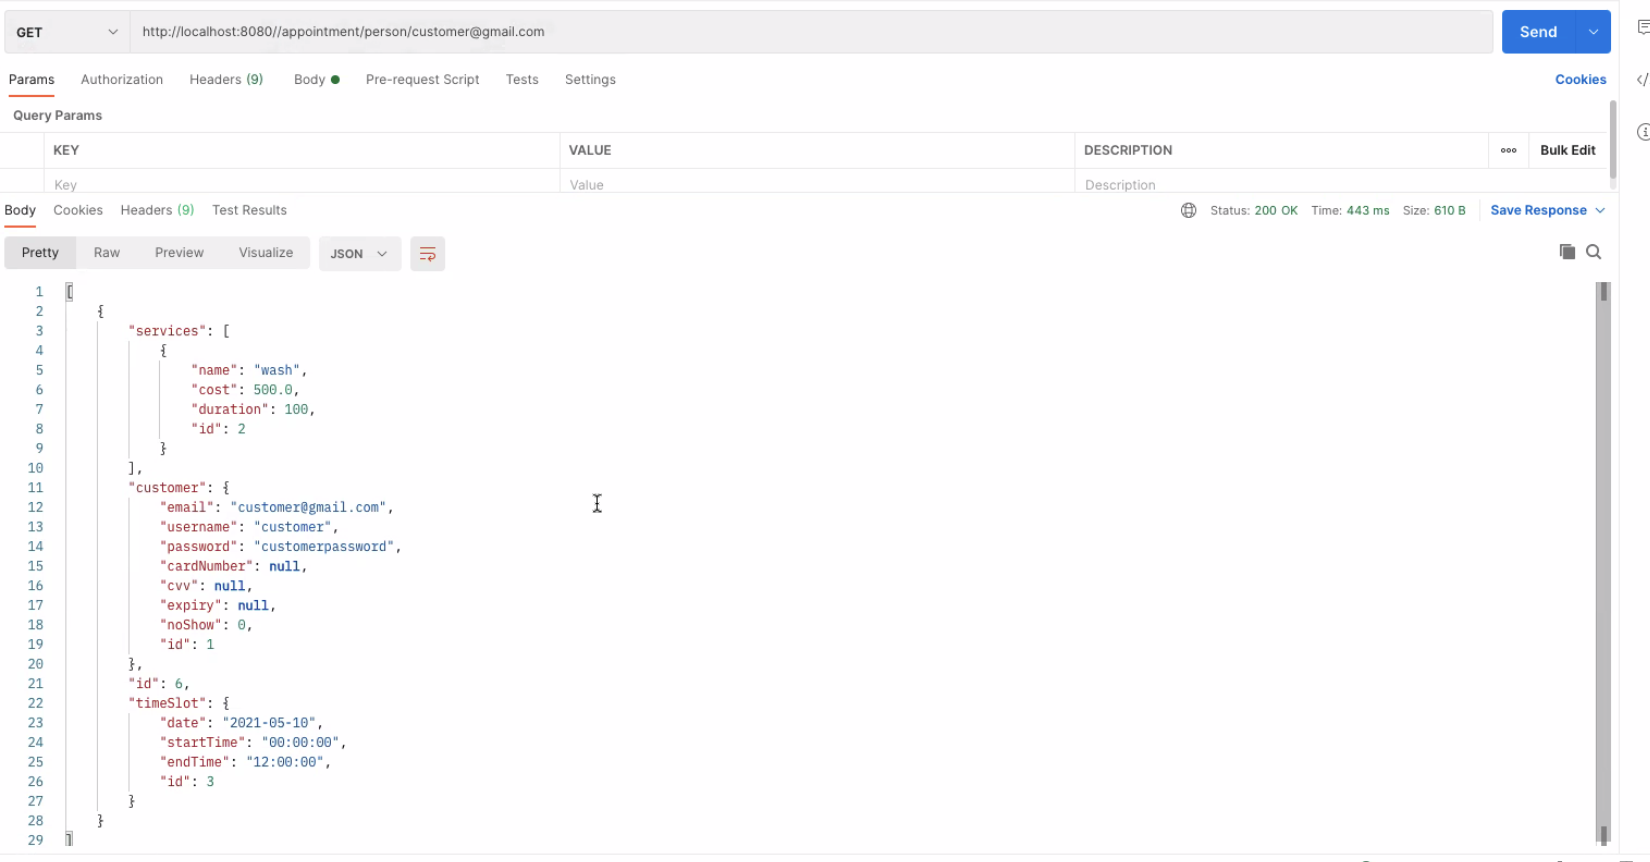 GET http://localhost:8080//appointment/person/customer@gmail.com Send
Params Authorization Headers (9) Body Pre-request Script Tests Settings Cookies
Query Params
KEY VALUE DESCRIPTION ooo Bulk Edit
Key Value Description
Body Cookies Headers (9) Test Results Status: 200 OK Time: 443 ms Size: 610 B Save Response
Pretty Raw Preview Visualize JSON
1 [
2 {
3 "services": [
4 {
5 "name": "wash",
6 "cost": 500.0,
7 "duration": 100,
8 "id": 2
9 }
10 ],
11 "customer": {
12 "email": "customer@gmail.com",
13 "username": "customer",
14 "password": "customerpassword",
15 "cardNumber": null,
16 "cvv": null,
17 "expiry": null,
18 "noShow": 0,
19 "id": 1
20 },
21 "id": 6,
22 "timeSlot": {
23 "date": "2021-05-10",
24 "startTime": "00:00:00",
25 "endTime": "12:00:00",
26 "id": 3
27 }
28 }
29 ]